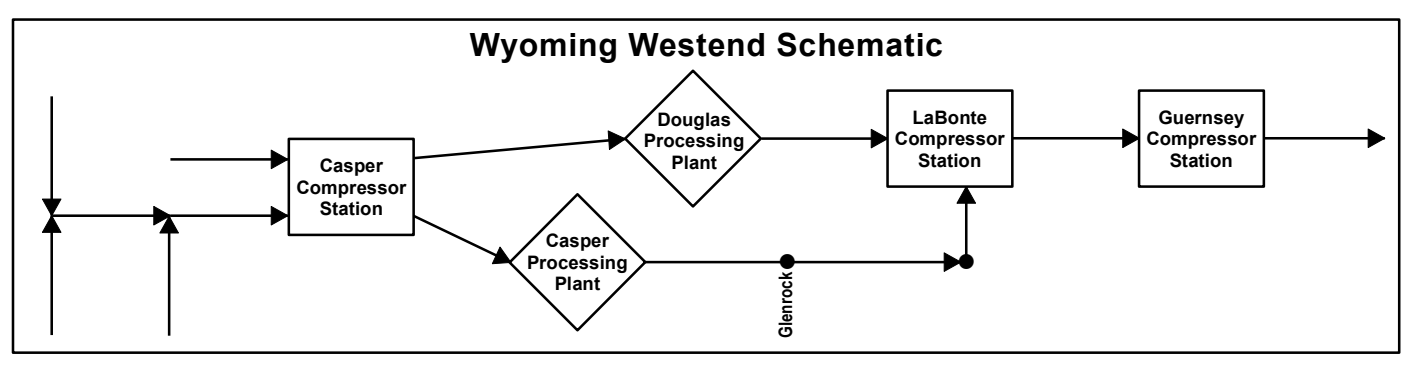 Wyoming Westend Schematic
Casper
Compressor
Station
Douglas
Processing
Plant
Casper
Processing
Plant
Glenrock
LaBonte
Compressor
Station
Guernsey
Compressor
Station